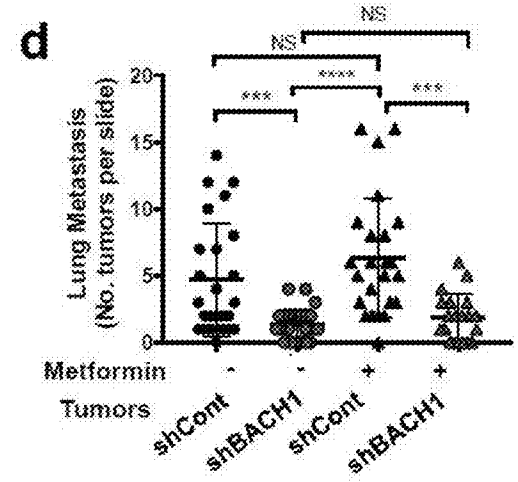 d
NS
NS
****
***
***
Lung Metastasis
(No. tumors per slide)
20
15
10
5
0
Metformin - - + +
Tumors shCont shBACH1 shCont shBACH1